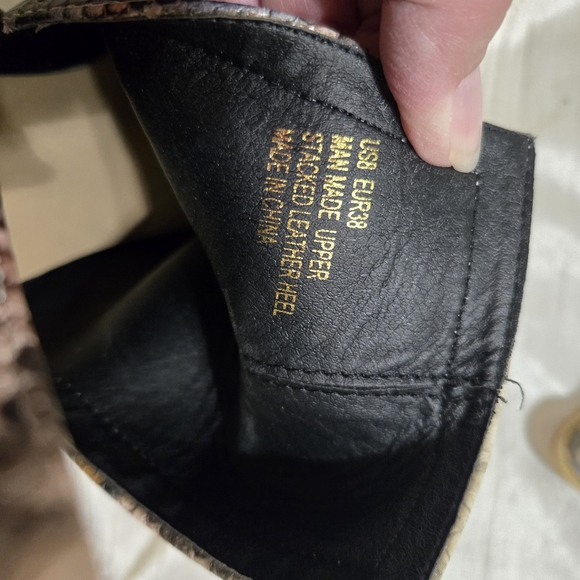 US8 EUR38
MAN MADE UPPER
STACKED LEATHER HEEL
MADE IN CHINA